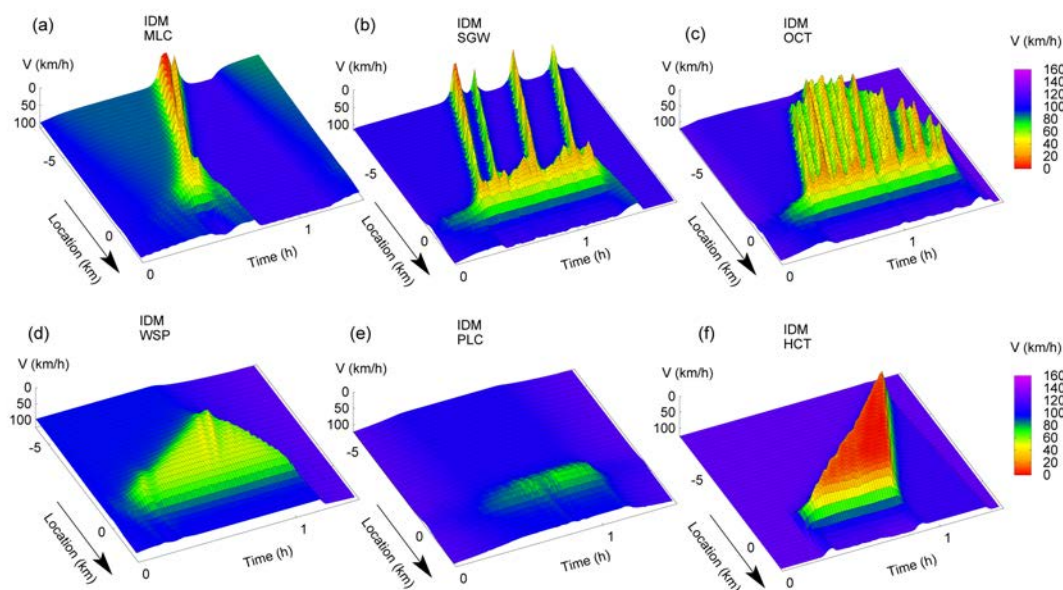 (a)
IDM
MLC
V (km/h)
0
50
100
-5
0
Location (km)
0
1
Time (h)
(b)
IDM
SGW
V (km/h)
0
50
100
-5
0
Location (km)
0
1
Time (h)
(c)
IDM
OCT
V (km/h)
0
50
100
-5
0
Location (km)
0
1
Time (h)
V (km/h)
160
140
120
100
80
60
40
20
0
(d)
IDM
WSP
V (km/h)
0
50
100
-5
0
Location (km)
0
1
Time (h)
(e)
IDM
PLC
V (km/h)
0
50
100
-5
0
Location (km)
0
1
Time (h)
(f)
IDM
HCT
V (km/h)
0
50
100
-5
0
Location (km)
0
1
Time (h)
V (km/h)
160
140
120
100
80
60
40
20
0